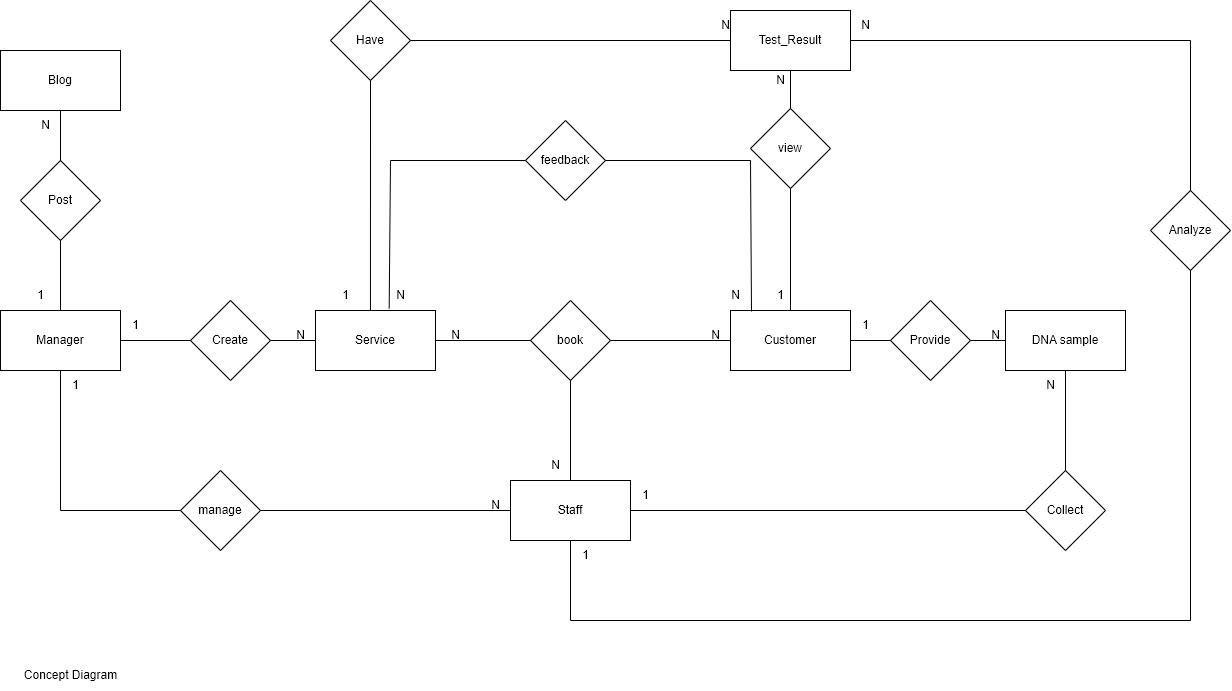 Have
N
Test_Result
N
Blog
N
N
Post
feedback
view
Analyze
1
1
N
N
1
Manager
1
Create
N
Service
N
book
N
Customer
1
Provide
N
DNA sample
1
N
N
manage
N
Staff
1
Collect
1
Concept Diagram